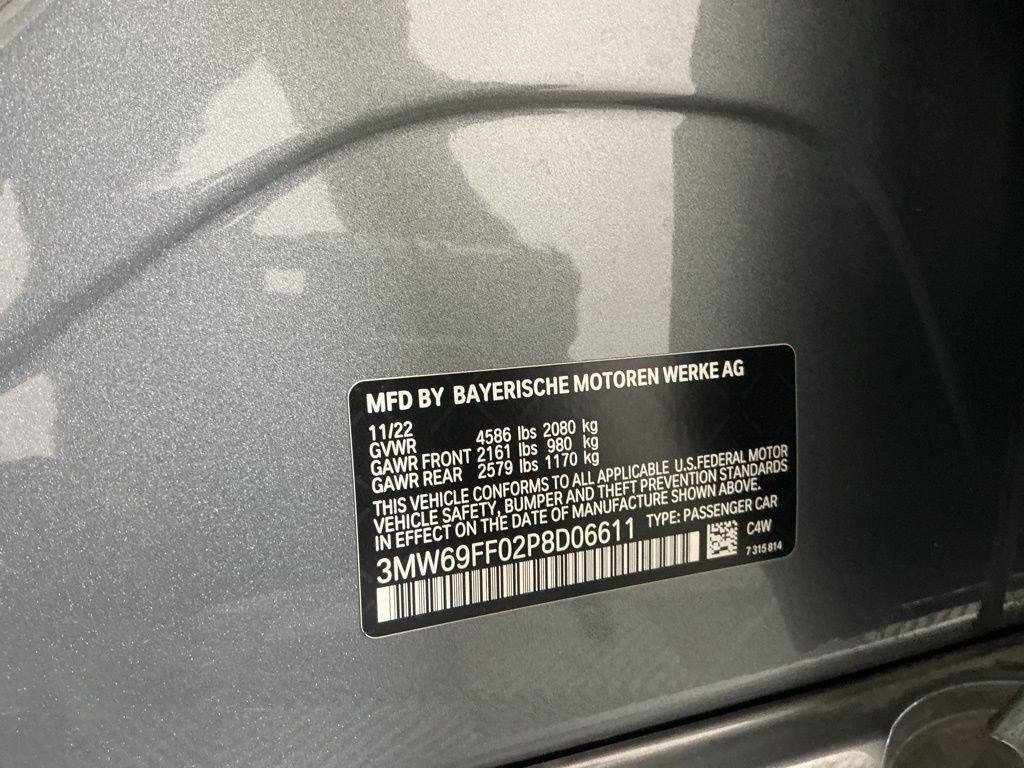 MFD BY BAYERISCHE MOTOREN WERKE AG
11/22
GVWR 4586 lbs 2080 kg
GAWR FRONT 2161 lbs 980 kg
GAWR REAR 2579 lbs 1170 kg
THIS VEHICLE CONFORMS TO ALL APPLICABLE U.S.FEDERAL MOTOR
VEHICLE SAFETY, BUMPER AND THEFT PREVENTION STANDARDS
IN EFFECT ON THE DATE OF MANUFACTURE SHOWN ABOVE.
3MW69FF02P8D06611 TYPE: PASSENGER CAR
C4W
7 315 814